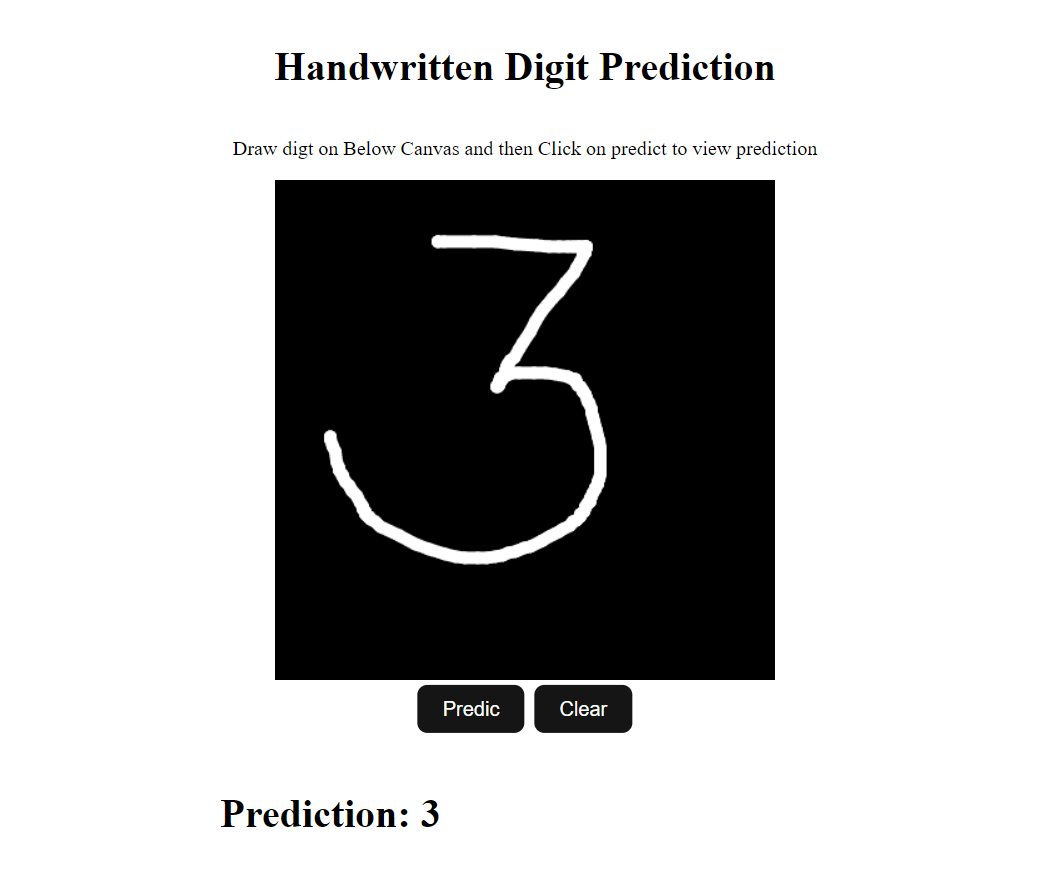 Handwritten Digit Prediction
Draw digt on Below Canvas and then Click on predict to view prediction
3
Predic Clear
Prediction: 3